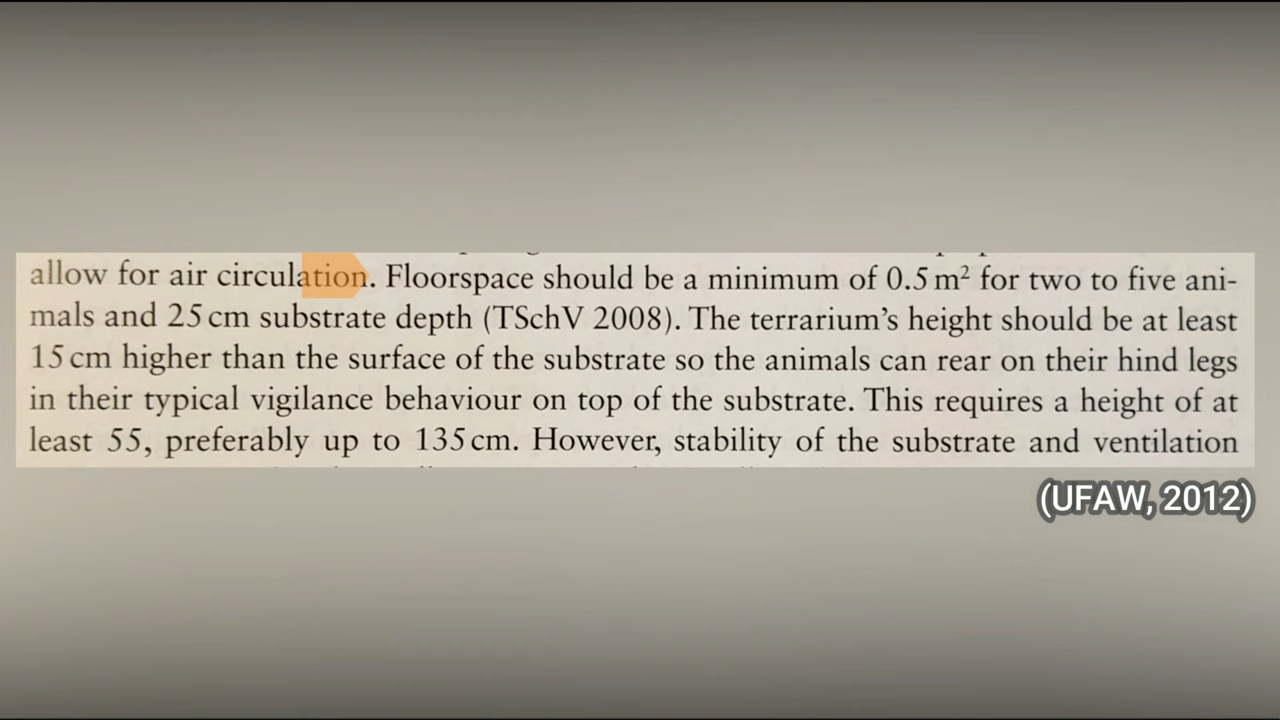 allow for air circulation. Floorspace should be a minimum of 0.5 m² for two to five ani-
mals and 25 cm substrate depth (TSchV 2008). The terrarium's height should be at least
15 cm higher than the surface of the substrate so the animals can rear on their hind legs
in their typical vigilance behaviour on top of the substrate. This requires a height of at
least 55, preferably up to 135 cm. However, stability of the substrate and ventilation
(UFAW, 2012)